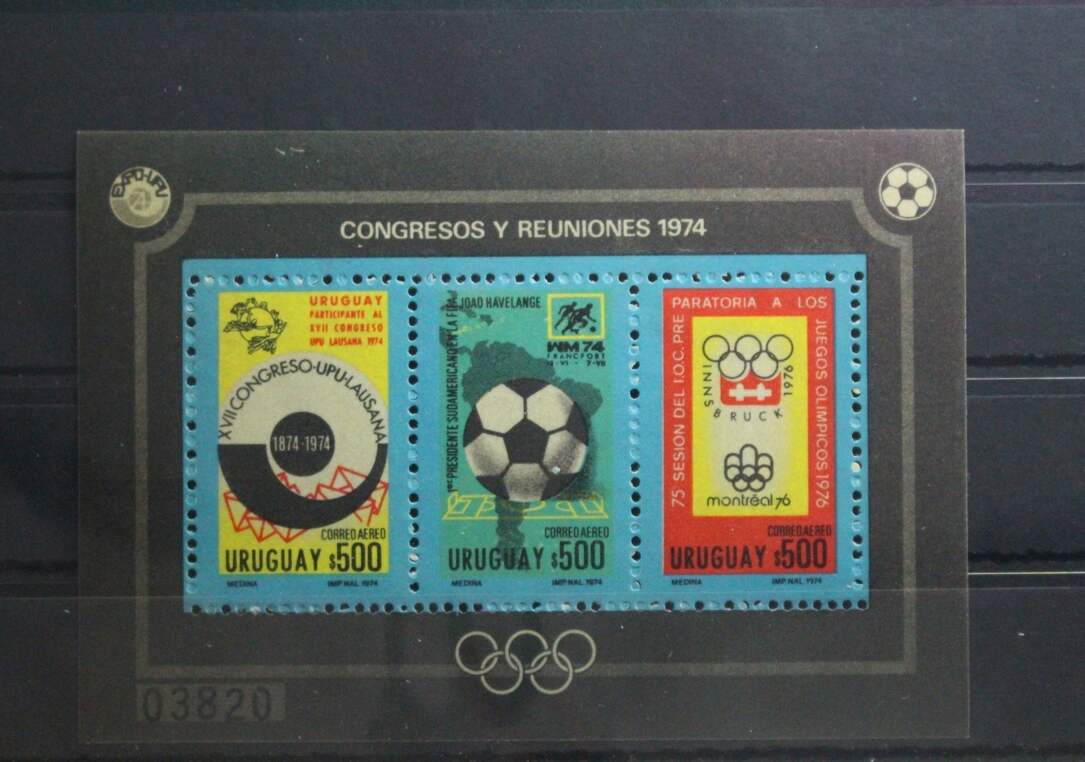 EXPO-UPU
CONGRESOS Y REUNIONES 1974
URUGUAY
PARTICIPANTE AL
XVII CONGRESO
UPU LAUSANA 1974
XVII CONGRESO-UPU-LAUSANA
1874-1974
CORREO AEREO
URUGUAY $500
MEDINA IMP. NAL. 1974
1er PRESIDENTE SUDAMERICANO EN LA FIFA
JOAO HAVELANGE
WM 74
FRANCFORT
CORREO AEREO
URUGUAY $500
MEDINA IMP. NAL. 1974
75 SESION DEL I.O.C. PRE
PARATORIA A LOS
JUEGOS OLIMPICOS 1976
INNSBRUCK 1976
montréal 76
CORREO AEREO
URUGUAY $500
MEDINA IMP. NAL. 1974
03820